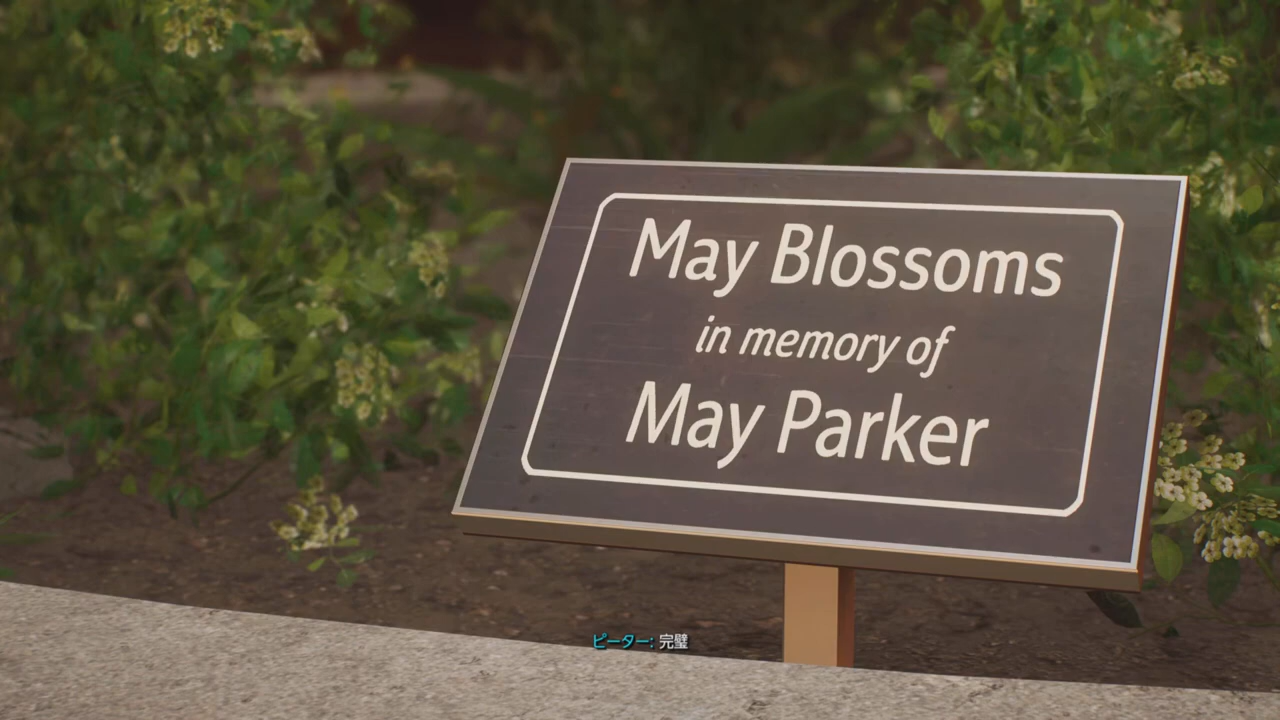 May Blossoms
in memory of
May Parker
ピーター: 完璧